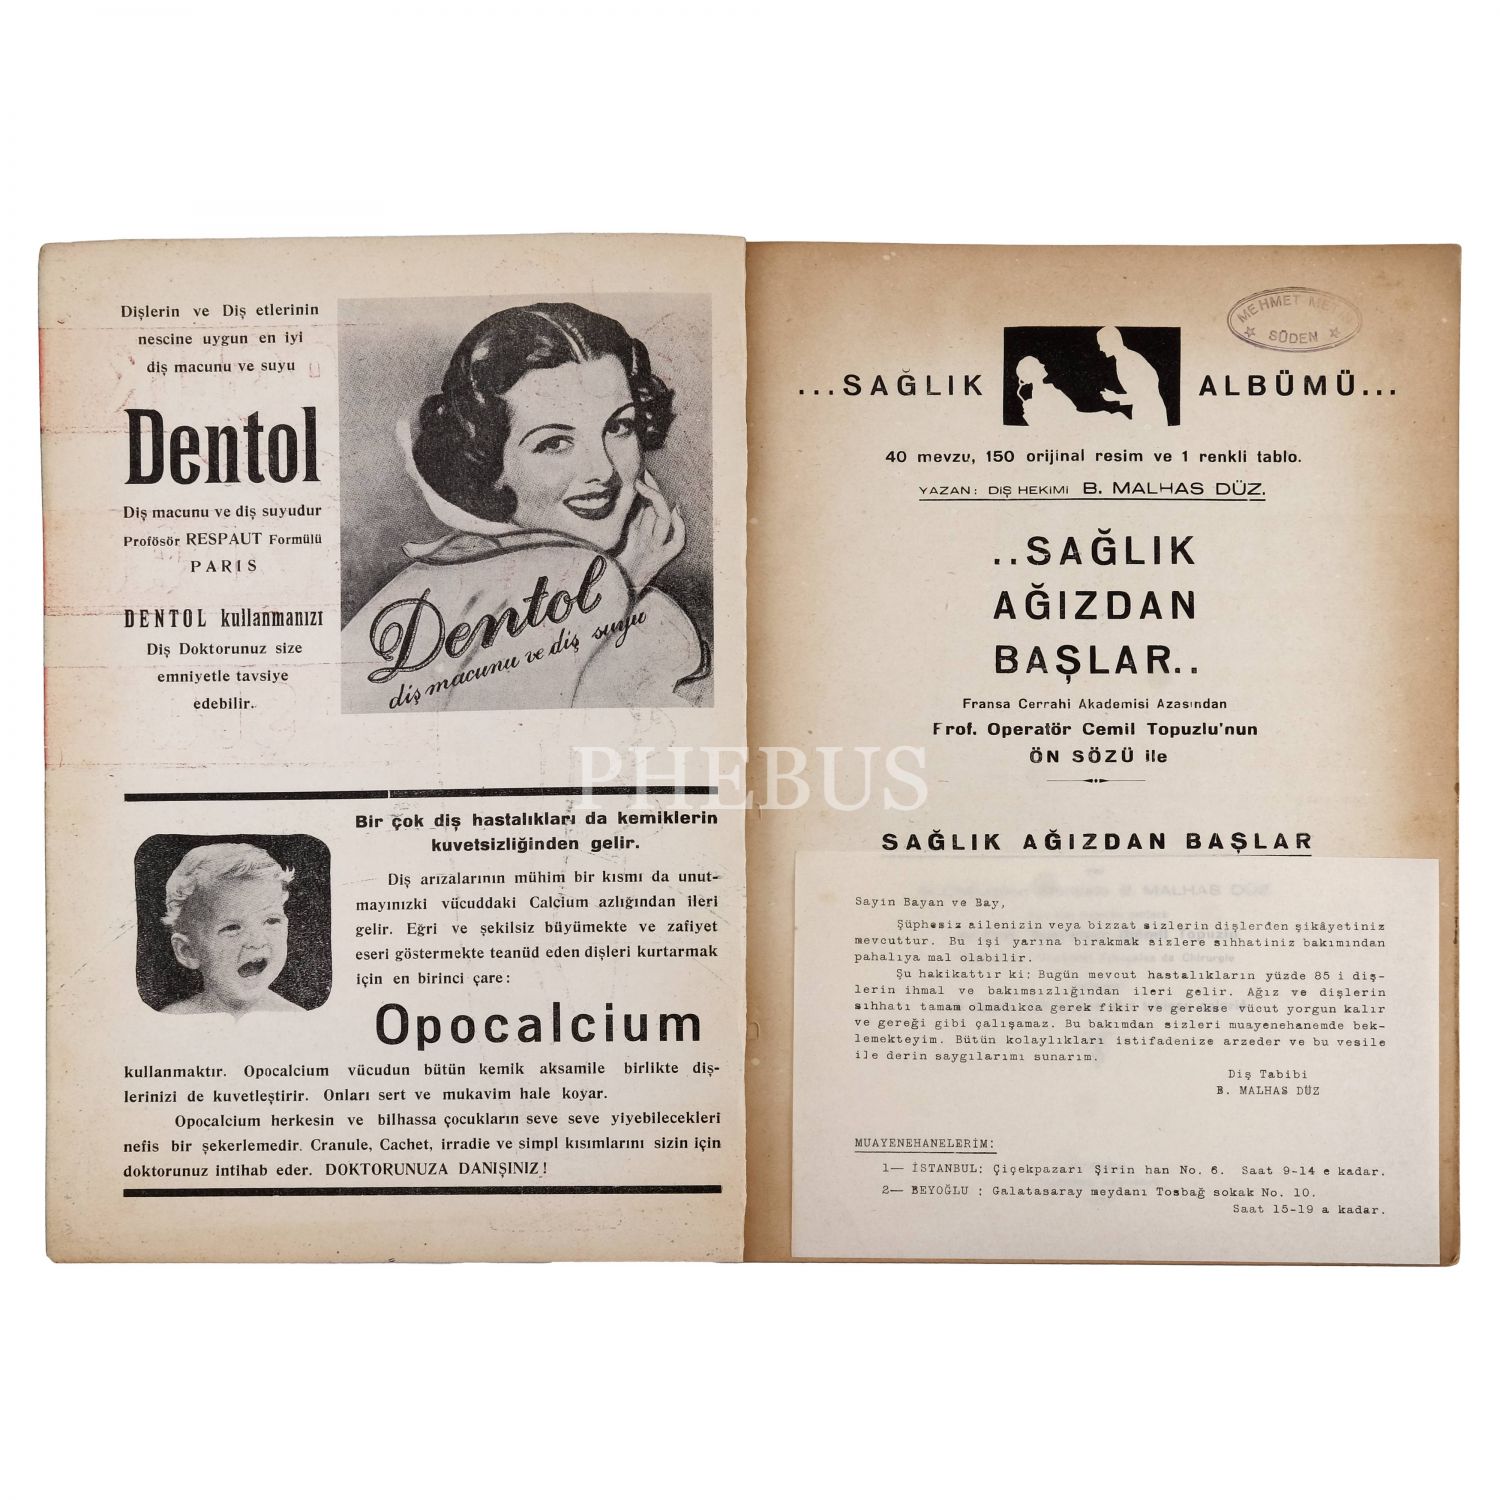 Dişlerin ve Diş etlerinin
nescine uygun en iyi
diş macunu ve suyu
Dentol
Diş macunu ve diş suyudur
Profösör RESPAUT Formülü
PARIS
DENTOL kullanmanızı
Diş Doktorunuz size
emniyetle tavsiye
edebilir.
Dentol
diş macunu ve diş suyu
Bir çok diş hastalıkları da kemiklerin
kuvetsizliğinden gelir.
Diş arızalarının mühim bir kısmı da unut-
mayınızki vücuddaki Calcium azlığından ileri
gelir. Eğri ve şekilsiz büyümekte ve zafiyet
eseri göstermekte teanüd eden dişleri kurtarmak
için en birinci çare:
Opocalcium
kullanmaktır. Opocalcium vücudun bütün kemik aksamile birlikte diş-
lerinizi de kuvetleştirir. Onları sert ve mukavim hale koyar.
Opocalcium herkesin ve bilhassa çocukların seve seve yiyebilecekleri
nefis bir şekerlemedir. Cranule, Cachet, irradie ve simpl kısımlarını sizin için
doktorunuz intihab eder. DOKTORUNUZA DANIŞINIZ!
MEHMET
SÜDEN
...SAĞLIK ALBÜMÜ...
40 mevzu, 150 orijinal resim ve 1 renkli tablo.
YAZAN: DİŞ HEKİMİ B. MALHAS DÜZ.
..SAĞLIK
AĞIZDAN
BAŞLAR..
Fransa Cerrahi Akademisi Azasından
Prof. Operatör Cemil Topuzlu'nun
ÖN SÖZÜ ile
PHEBUS
SAĞLIK AĞIZDAN BAŞLAR
Sayın Bayan ve Bay,
Şüphesiz ailenizin veya bizzat sizlerin dişlerden şikâyetiniz
mevcuttur. Bu işi yarına bırakmak sizlere sıhhatiniz bakımından
pahalıya mal olabilir.
Şu hakikattır ki: Bugün mevcut hastalıkların yüzde 85 i diş-
lerin ihmal ve bakımsızlığından ileri gelir. Ağız ve dişlerin
sıhhatı tamam olmadıkca gerek fikir ve gerekse vücut yorgun kalır
ve gereği gibi çalışamaz. Bu bakımdan sizleri muayenehanemde bek-
lemekteyim. Bütün kolaylıkları istifadenize arzeder ve bu vesile
ile derin saygılarımı sunarım.
Diş Tabibi
B. MALHAS DÜZ
MUAYENEHANELERİM:
1— İSTANBUL: Çiçekpazarı Şirin han No. 6. Saat 9-14 e kadar.
2— BEYOĞLU : Galatasaray meydanı Tosbağ sokak No. 10.
Saat 15-19 a kadar.